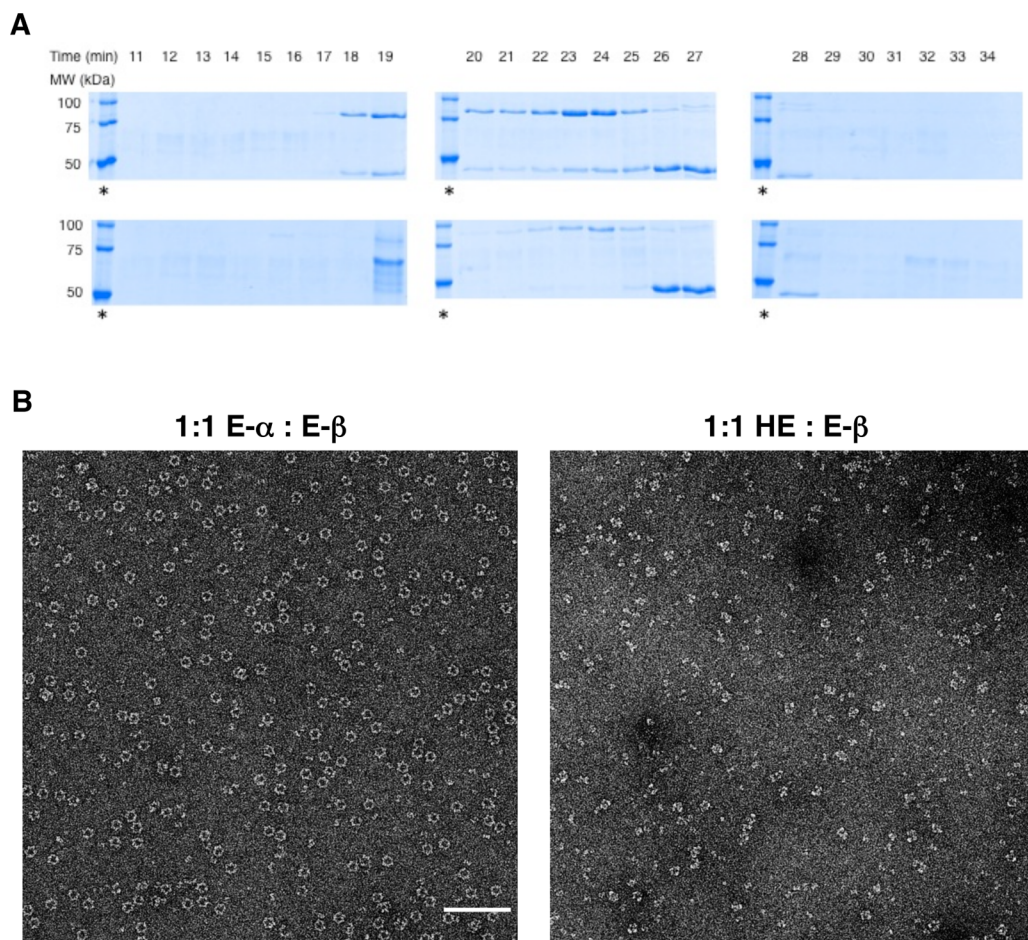 A
Time (min) 11 12 13 14 15 16 17 18 19 20 21 22 23 24 25 26 27 28 29 30 31 32 33 34
MW (kDa)
100
75
50
* * *
100
75
50
* * *
B
1:1 E-α : E-β 1:1 HE : E-β